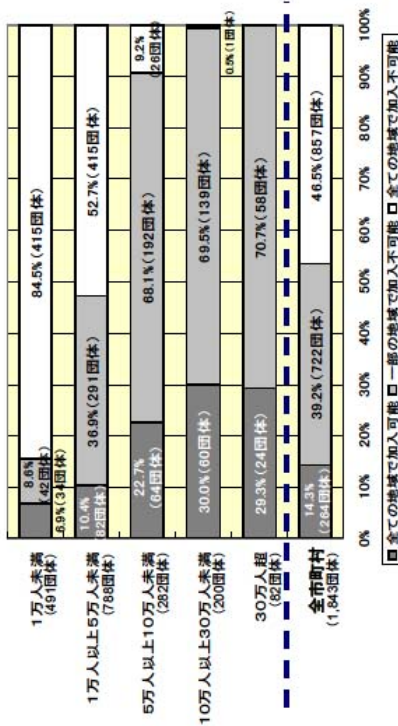 1万人未満
(491団体)
6.9%(34団体)
8.6%
(42団体)
84.5%(415団体)
1万人以上5万人未満
(788団体)
10.4%
(82団体)
36.9%(291団体)
52.7%(415団体)
5万人以上10万人未満
(282団体)
22.7%
(64団体)
68.1%(192団体)
9.2%
(26団体)
10万人以上30万人未満
(200団体)
30.0%(60団体)
69.5%(139団体)
0.5%(1団体)
30万人超
(82団体)
29.3%(24団体)
70.7%(58団体)
全市町村
(1,843団体)
14.3%
(264団体)
39.2%(722団体)
46.5%(857団体)
0% 10% 20% 30% 40% 50% 60% 70% 80% 90% 100%
全ての地域で加入可能 一部の地域で加入不可能 全ての地域で加入不可能